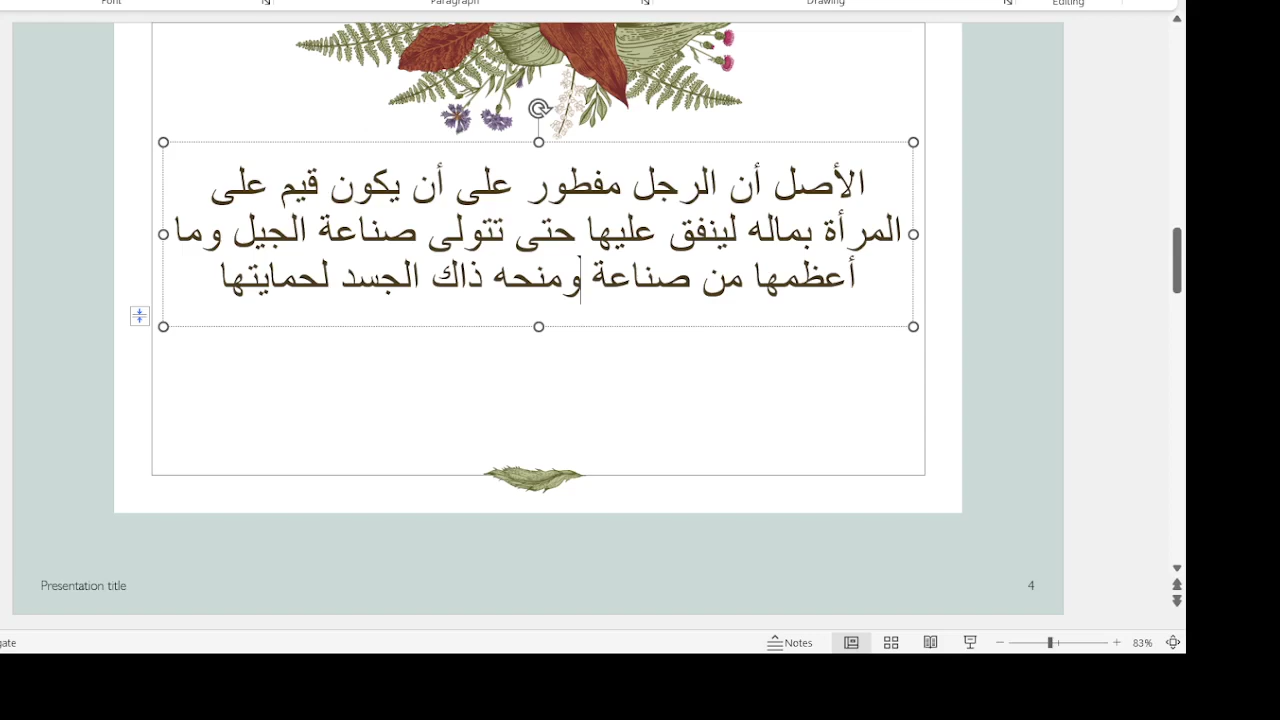 Font Paragraph Drawing Editing
الأصل أن الرجل مفطور على أن يكون قيم على
المرأة بماله لينفق عليها حتى تتولى صناعة الجيل وما
أعظمها من صناعة ومنحه ذاك الجسد لحمايتها
Presentation title 4
gate Notes 83%